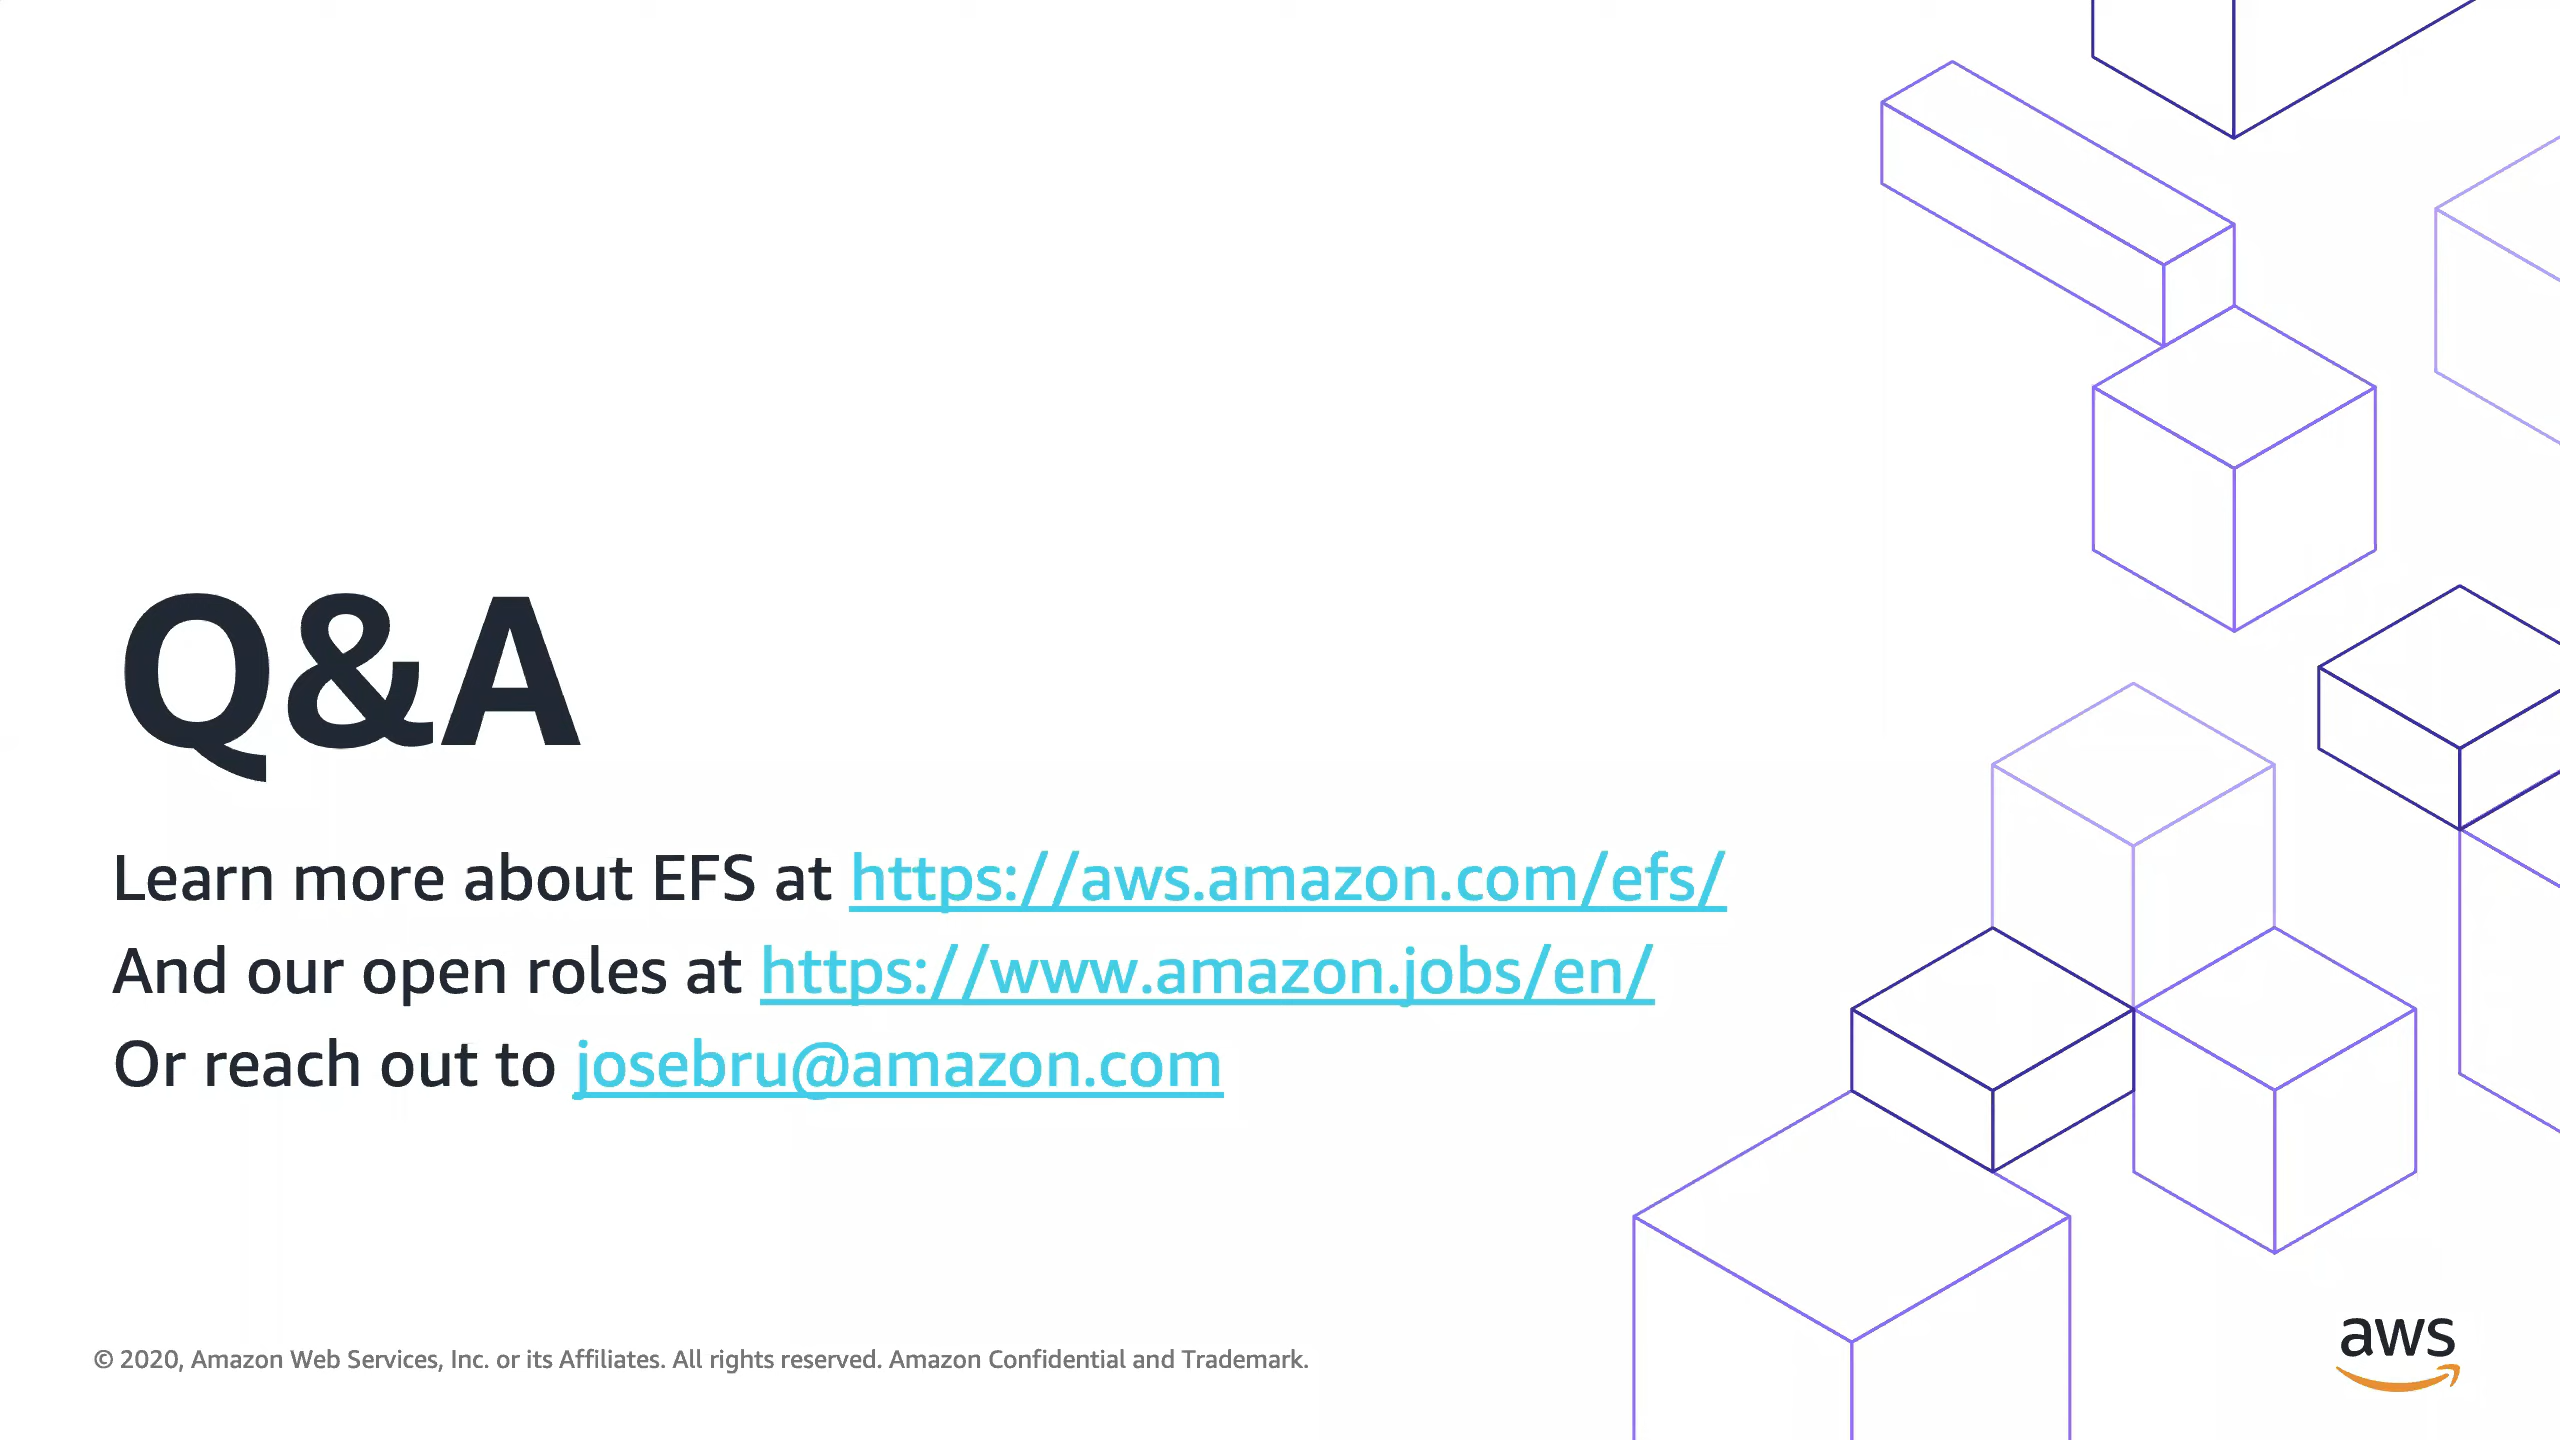 Q&A
Learn more about EFS at https://aws.amazon.com/efs/
And our open roles at https://www.amazon.jobs/en/
Or reach out to josebru@amazon.com
© 2020, Amazon Web Services, Inc. or its Affiliates. All rights reserved. Amazon Confidential and Trademark.
aws